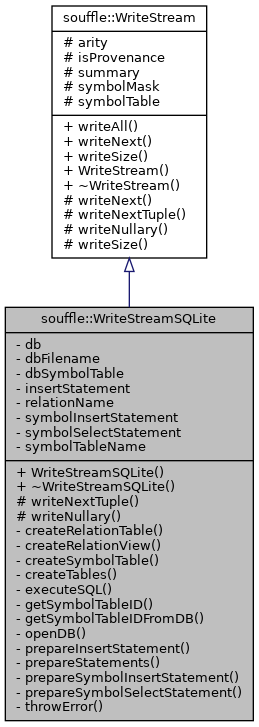 souffle::WriteStream
# arity
# isProvenance
# summary
# symbolMask
# symbolTable
+ writeAll()
+ writeNext()
+ writeSize()
+ WriteStream()
+ ~WriteStream()
# writeNext()
# writeNextTuple()
# writeNullary()
# writeSize()
souffle::WriteStreamSQLite
- db
- dbFilename
- dbSymbolTable
- insertStatement
- relationName
- symbolInsertStatement
- symbolSelectStatement
- symbolTableName
+ WriteStreamSQLite()
+ ~WriteStreamSQLite()
# writeNextTuple()
# writeNullary()
- createRelationTable()
- createRelationView()
- createSymbolTable()
- createTables()
- executeSQL()
- getSymbolTableID()
- getSymbolTableIDFromDB()
- openDB()
- prepareInsertStatement()
- prepareStatements()
- prepareSymbolInsertStatement()
- prepareSymbolSelectStatement()
- throwError()